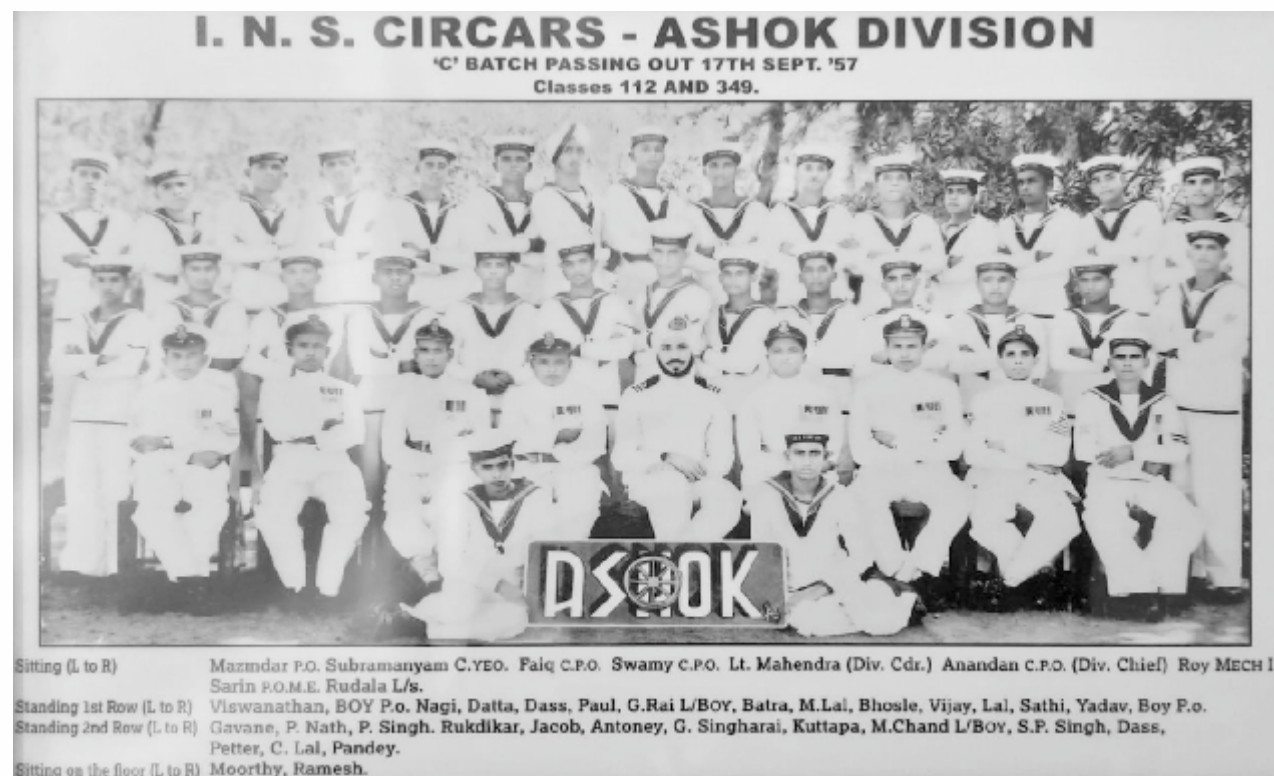 I. N. S. CIRCARS - ASHOK DIVISION
'C' BATCH PASSING OUT 17TH SEPT. '57
Classes 112 AND 349.
ASHOK
Sitting (L to R) Mazmdar P.O. Subramanyam C.YEO. Faiq C.P.O. Swamy C.P.O. Lt. Mahendra (Div. Cdr.) Anandan C.P.O. (Div. Chief) Roy MECH I
Sarin P.O.M.E. Rudala L/s.
Standing 1st Row (L to R) Viswanathan, BOY P.o. Nagi, Datta, Dass, Paul, G.Rai L/BOY, Batra, M.Lal, Bhosle, Vijay, Lal, Sathi, Yadav, Boy P.o.
Standing 2nd Row (L to R) Gavane, P. Nath, P. Singh. Rukdikar, Jacob, Antoney, G. Singharai, Kuttapa, M.Chand L/BOY, S.P. Singh, Dass,
Petter, C. Lal, Pandey.
Sitting on the floor (L to R) Moorthy, Ramesh.